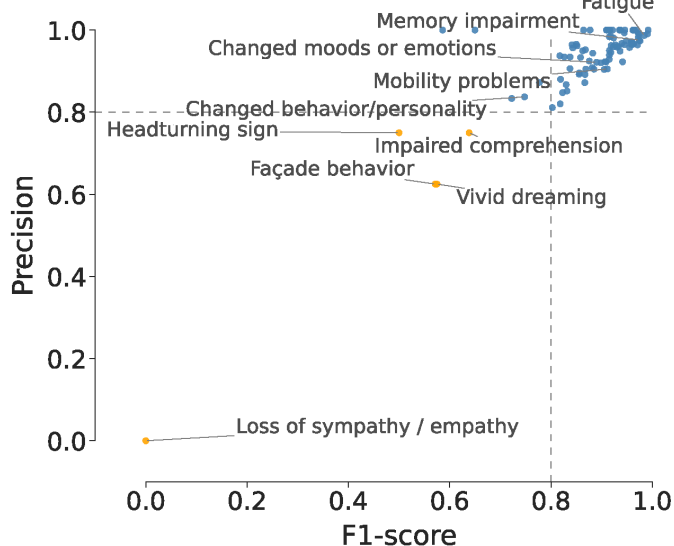 Fatigue
Memory impairment
1.0
Changed moods or emotions
Mobility problems
Changed behavior/personality
0.8
Headturning sign
Impaired comprehension
Façade behavior
Vivid dreaming
0.6
Precision
0.4
0.2
Loss of sympathy / empathy
0.0
0.0 0.2 0.4 0.6 0.8 1.0
F1-score